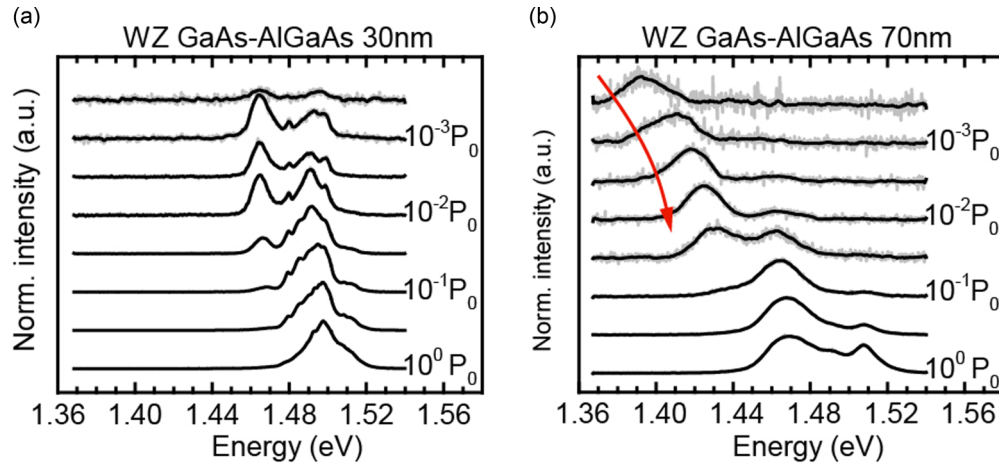 (a)
WZ GaAs-AlGaAs 30nm
Norm. intensity (a.u.)
10⁻³P₀
10⁻²P₀
10⁻¹P₀
10⁰ P₀
1.36 1.40 1.44 1.48 1.52 1.56
Energy (eV)
(b)
WZ GaAs-AlGaAs 70nm
Norm. intensity (a.u.)
10⁻³P₀
10⁻²P₀
10⁻¹P₀
10⁰ P₀
1.36 1.40 1.44 1.48 1.52 1.56
Energy (eV)